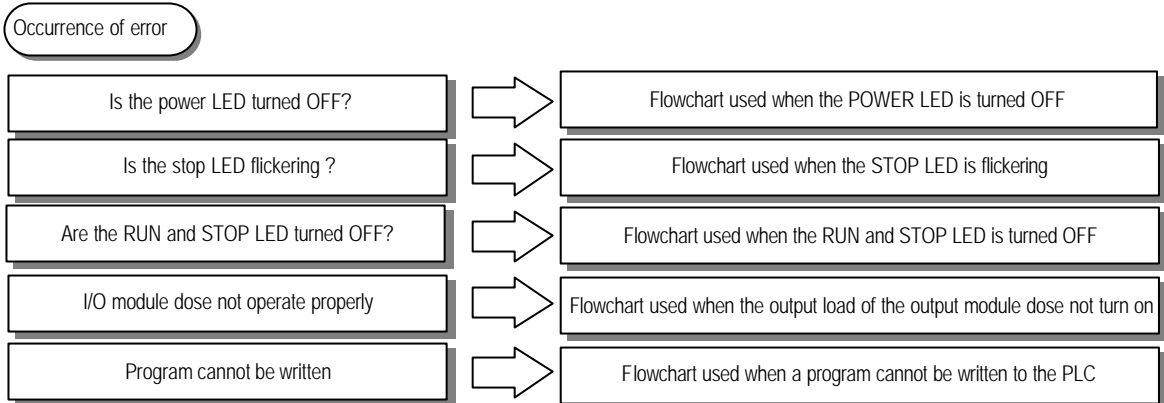 Occurrence of error
Is the power LED turned OFF?
Flowchart used when the POWER LED is turned OFF
Is the stop LED flickering ?
Flowchart used when the STOP LED is flickering
Are the RUN and STOP LED turned OFF?
Flowchart used when the RUN and STOP LED is turned OFF
I/O module dose not operate properly
Flowchart used when the output load of the output module dose not turn on
Program cannot be written
Flowchart used when a program cannot be written to the PLC